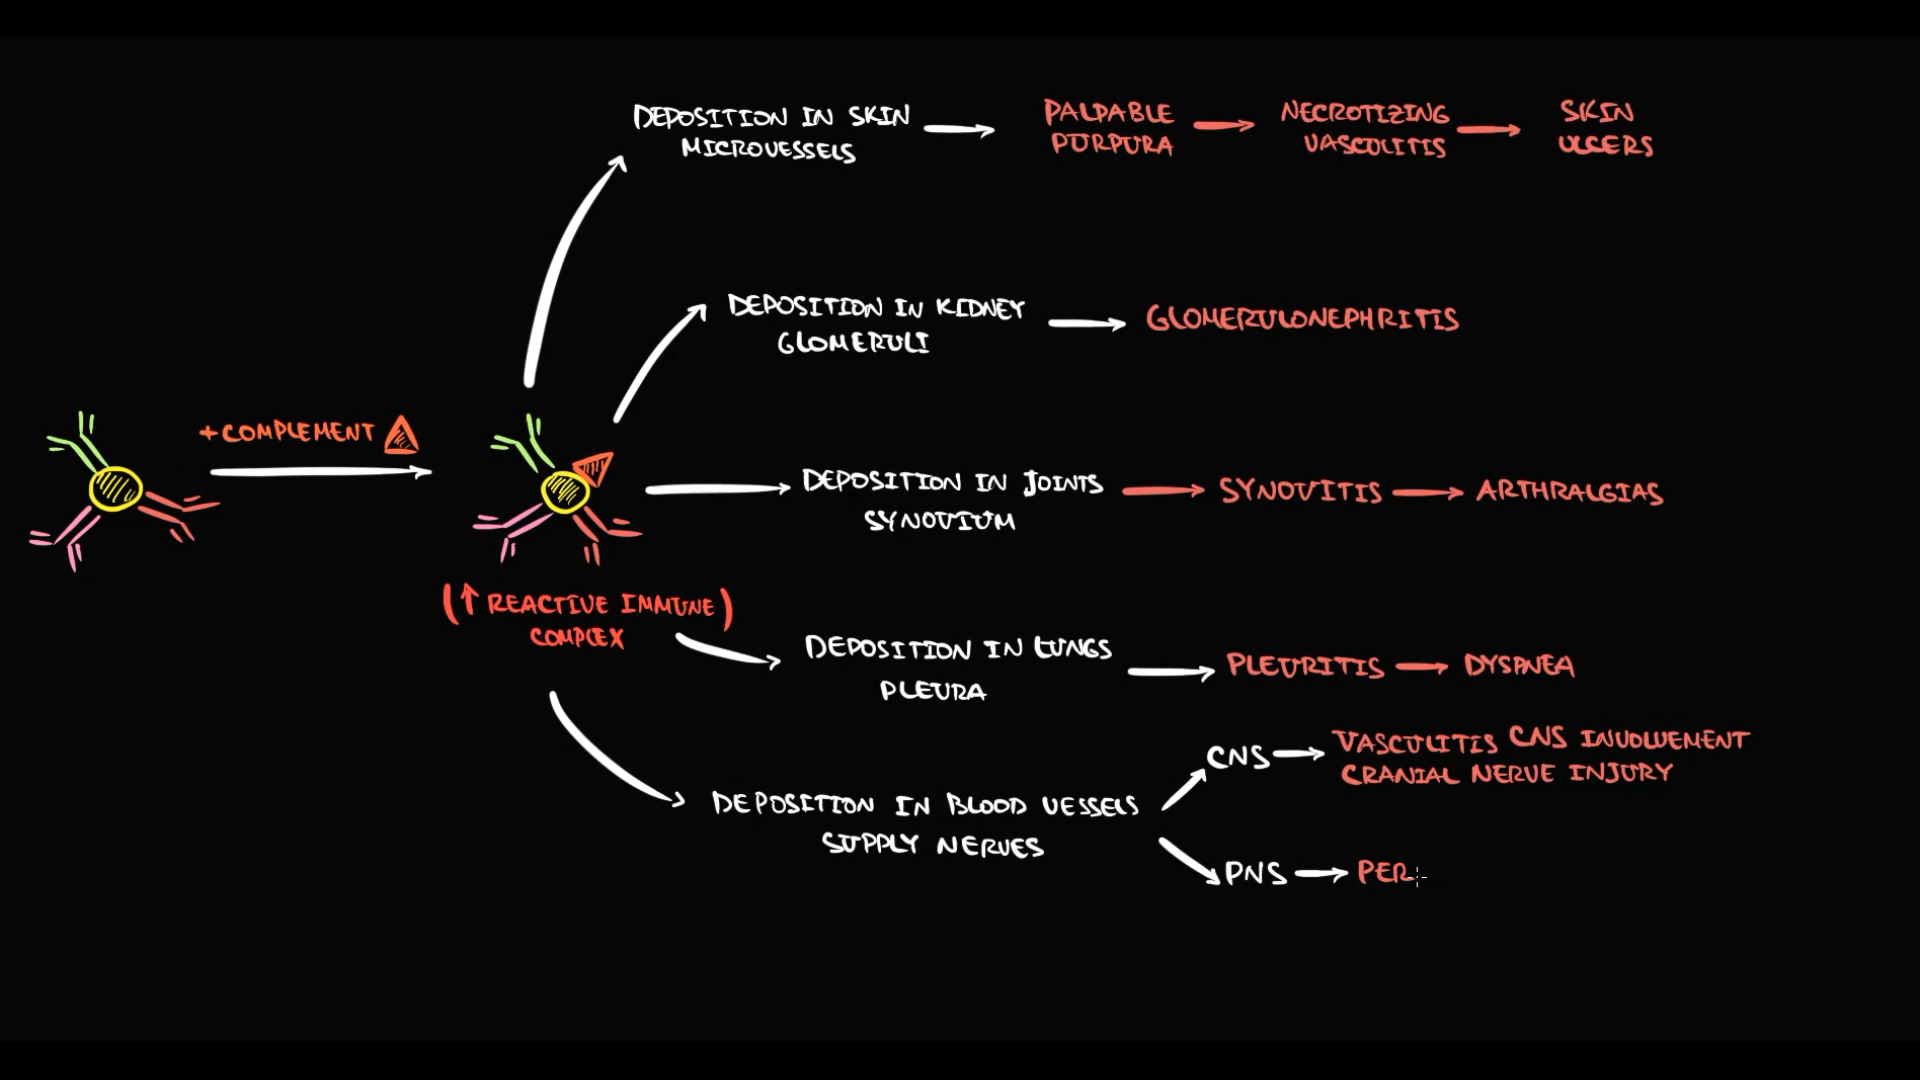 DEPOSITION IN SKIN
MICROVESSELS
PALPABLE
PURPURA
NECROTIZING
VASCULITIS
SKIN
ULCERS
DEPOSITION IN KIDNEY
GLOMERULI
GLOMERULONEPHRITIS
+COMPLEMENT
DEPOSITION IN JOINTS
SYNOVIUM
SYNOVITIS
ARTHRALGIAS
(↑ REACTIVE IMMUNE)
COMPLEX
DEPOSITION IN LUNGS
PLEURA
PLEURITIS
DYSPNEA
DEPOSITION IN BLOOD VESSELS
SUPPLY NERVES
CNS
VASCULITIS CNS INVOLVEMENT
CRANIAL NERVE INJURY
PNS
PER